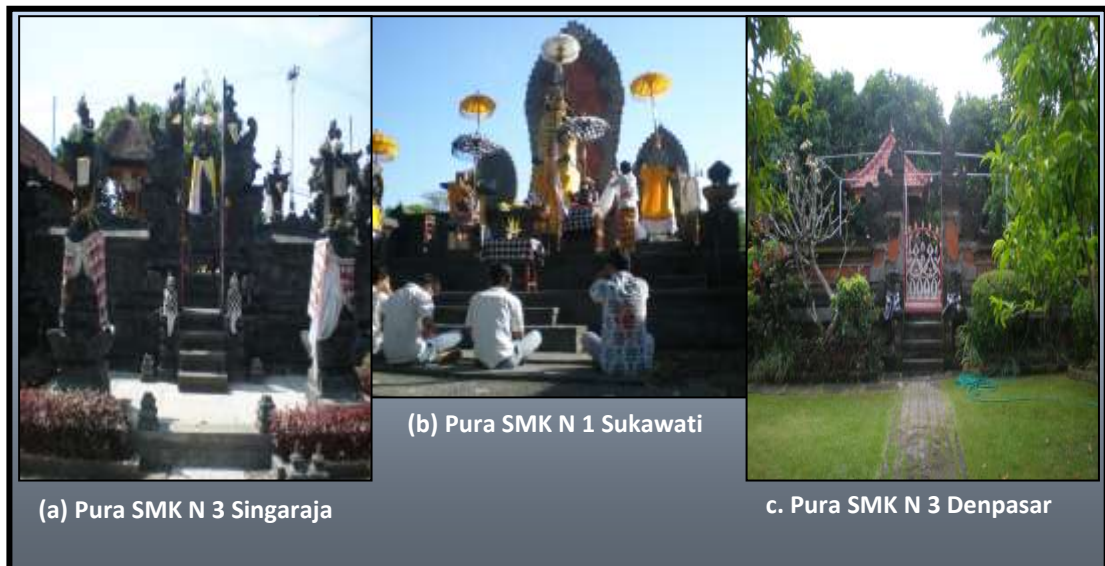 (a) Pura SMK N 3 Singaraja
(b) Pura SMK N 1 Sukawati
c. Pura SMK N 3 Denpasar